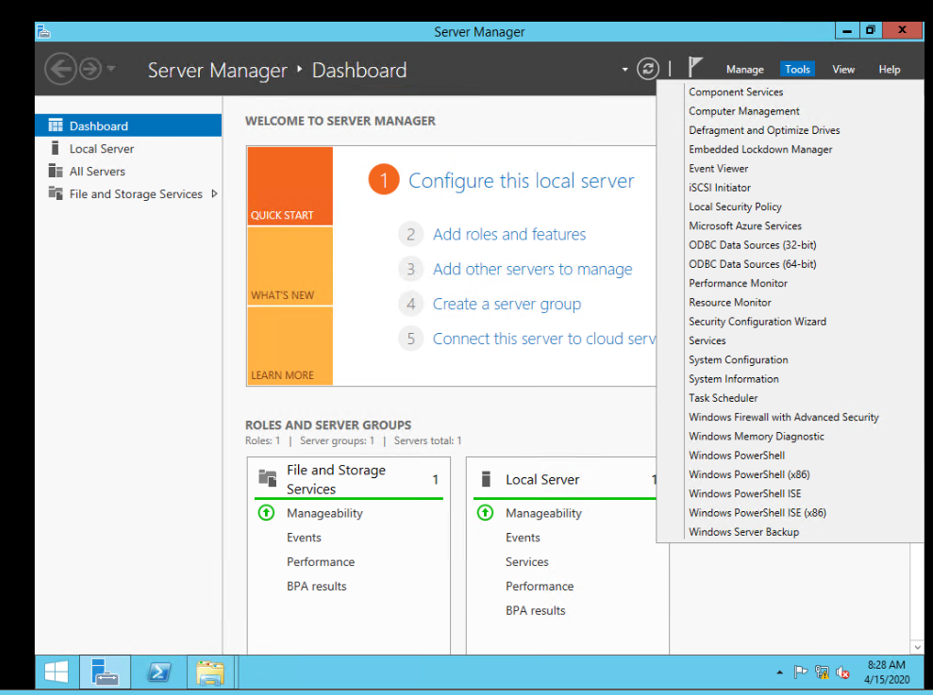 Server Manager
Server Manager • Dashboard
Manage Tools View Help
Dashboard
Local Server
All Servers
File and Storage Services
WELCOME TO SERVER MANAGER
QUICK START
WHAT'S NEW
LEARN MORE
1 Configure this local server
2 Add roles and features
3 Add other servers to manage
4 Create a server group
5 Connect this server to cloud serv
ROLES AND SERVER GROUPS
Roles: 1 | Server groups: 1 | Servers total: 1
File and Storage
Services 1
Manageability
Events
Performance
BPA results
Local Server 1
Manageability
Events
Services
Performance
BPA results
Component Services
Computer Management
Defragment and Optimize Drives
Embedded Lockdown Manager
Event Viewer
iSCSI Initiator
Local Security Policy
Microsoft Azure Services
ODBC Data Sources (32-bit)
ODBC Data Sources (64-bit)
Performance Monitor
Resource Monitor
Security Configuration Wizard
Services
System Configuration
System Information
Task Scheduler
Windows Firewall with Advanced Security
Windows Memory Diagnostic
Windows PowerShell
Windows PowerShell (x86)
Windows PowerShell ISE
Windows PowerShell ISE (x86)
Windows Server Backup
8:28 AM
4/15/2020